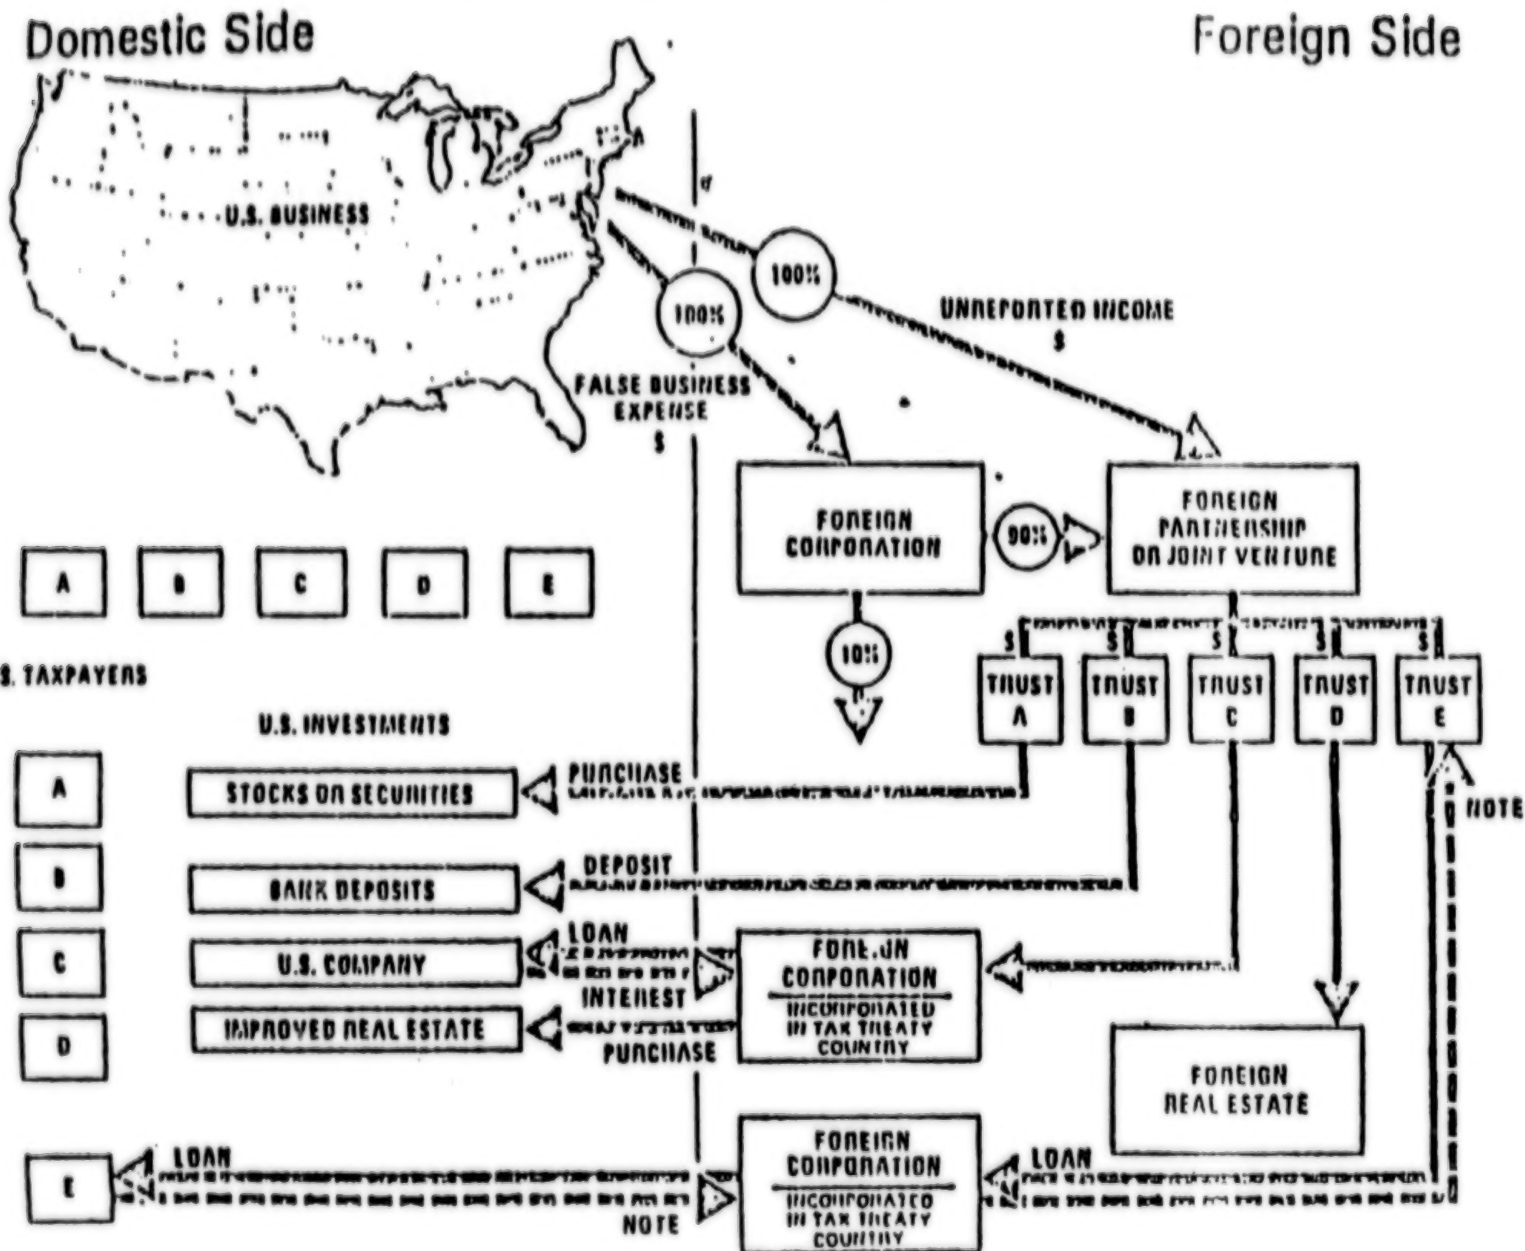 Domestic Side
Foreign Side
U.S. BUSINESS
100%
100%
UNREPORTED INCOME
$
FALSE BUSINESS
EXPENSE
$
FOREIGN
CORPORATION
90%
FOREIGN
PARTNERSHIP
OR JOINT VENTURE
A
B
C
D
E
10%
$
$
$
$
$
TRUST
A
TRUST
B
TRUST
C
TRUST
D
TRUST
E
S. TAXPAYERS
U.S. INVESTMENTS
A
STOCKS OR SECURITIES
PURCHASE
NOTE
B
BANK DEPOSITS
DEPOSIT
C
U.S. COMPANY
LOAN
INTEREST
FOREIGN
CORPORATION
INCORPORATED
IN TAX TREATY
COUNTRY
D
IMPROVED REAL ESTATE
PURCHASE
FOREIGN
REAL ESTATE
E
LOAN
NOTE
FOREIGN
CORPORATION
INCORPORATED
IN TAX TREATY
COUNTRY
LOAN